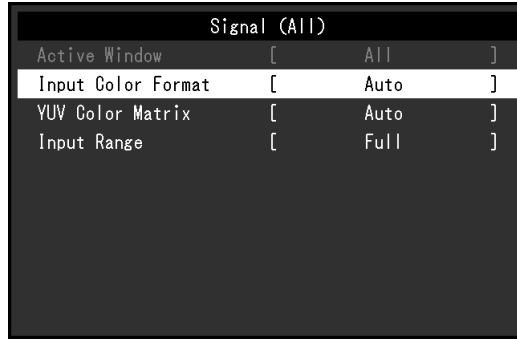 Signal (All)
Active Window [ All ]
Input Color Format [ Auto ]
YUV Color Matrix [ Auto ]
Input Range [ Full ]